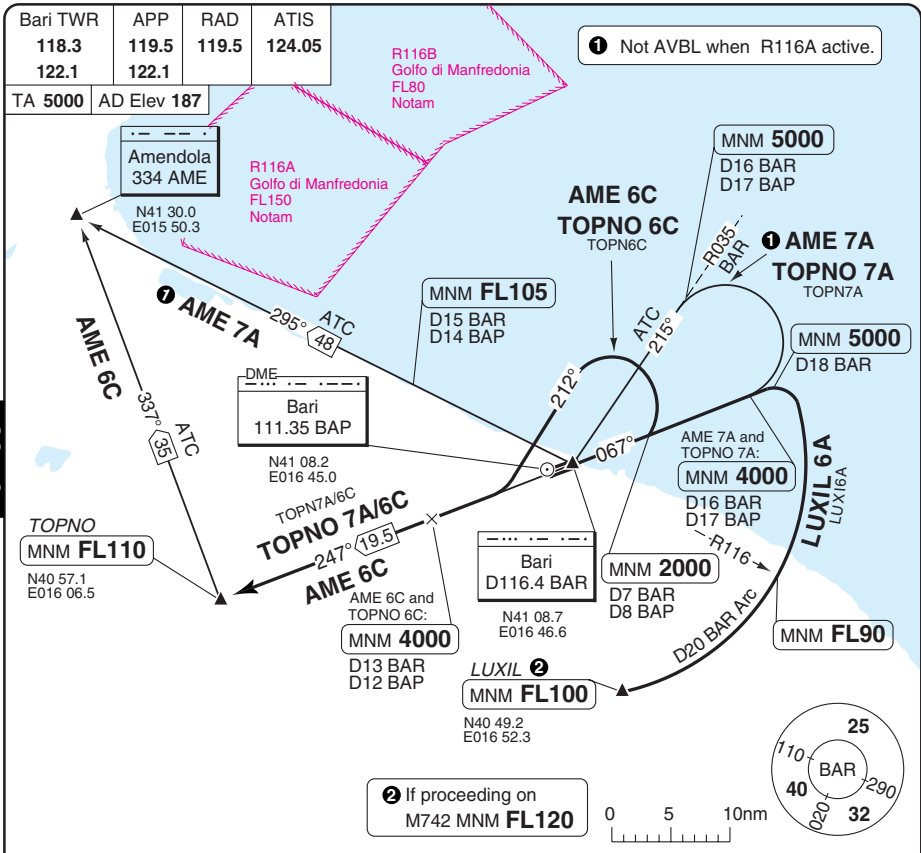 Bari TWR
118.3
122.1
APP
119.5
122.1
RAD
119.5
ATIS
124.05
TA 5000
AD Elev 187
❶ Not AVBL when R116A active.
R116B
Golfo di Manfredonia
FL80
Notam
Amendola
334 AME
N41 30.0
E015 50.3
R116A
Golfo di Manfredonia
FL150
Notam
MNM 5000
D16 BAR
D17 BAP
AME 6C
TOPNO 6C
TOPN6C
R035
BAR
❶ AME 7A
TOPNO 7A
TOPN7A
❶ AME 7A
295° 48
ATC
MNM FL105
D15 BAR
D14 BAP
ATC
215°
MNM 5000
D18 BAR
AME 6C
337° 35
ATC
DME
Bari
111.35 BAP
N41 08.2
E016 45.0
212°
067°
AME 7A and
TOPNO 7A:
MNM 4000
D16 BAR
D17 BAP
LUXIL 6A
LUXI6A
TOPN7A/6C
TOPNO 7A/6C
247° 19.5
AME 6C
TOPNO
MNM FL110
N40 57.1
E016 06.5
Bari
D116.4 BAR
N41 08.7
E016 46.6
MNM 2000
D7 BAR
D8 BAP
R116
AME 6C and
TOPNO 6C:
MNM 4000
D13 BAR
D12 BAP
D20 BAR Arc
MNM FL90
LUXIL ❷
MNM FL100
N40 49.2
E016 52.3
❷ If proceeding on
M742 MNM FL120
0 5 10nm
25
110
BAR
290
40
020
32